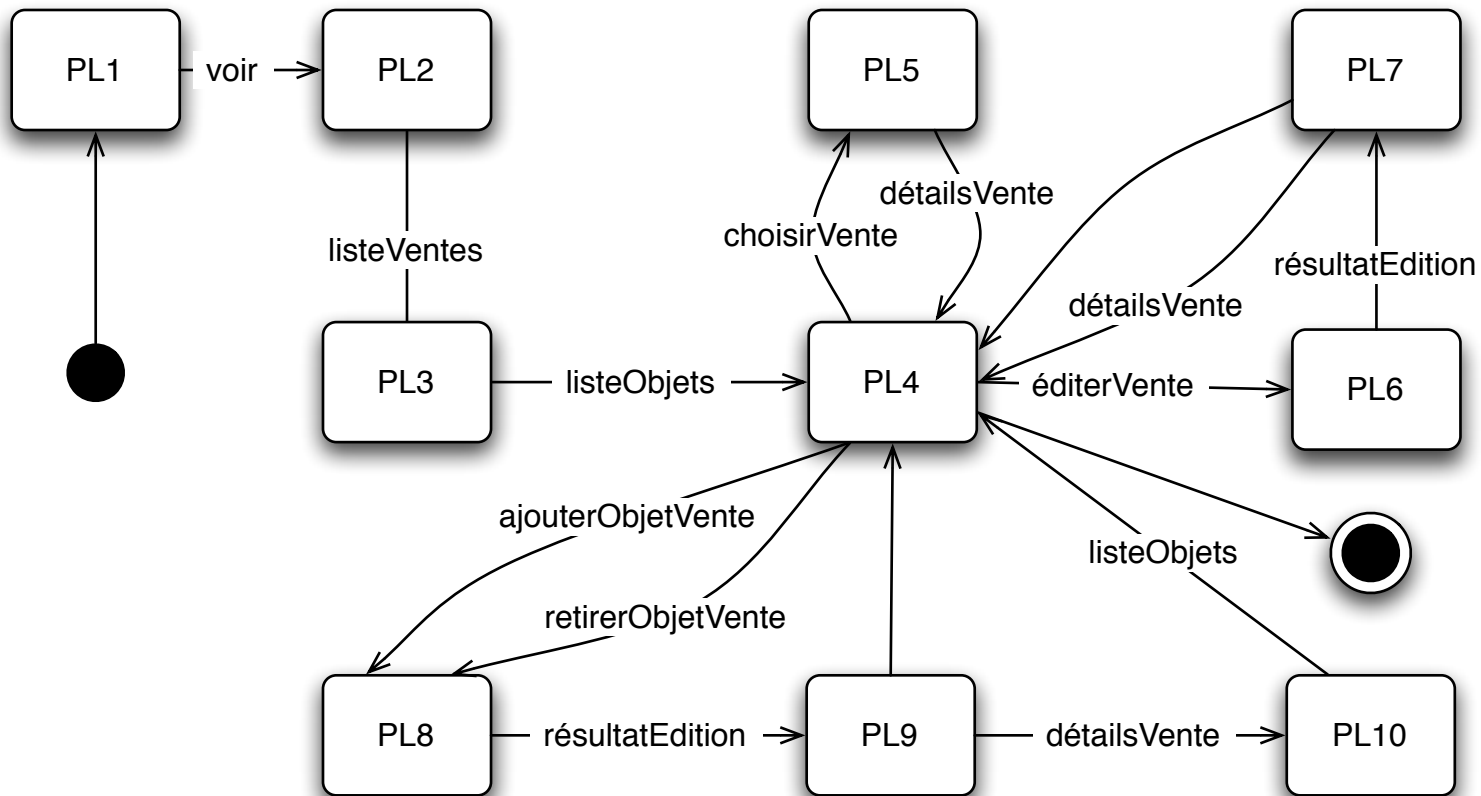 PL1
voir
PL2
PL5
PL7
détailsVente
choisirVente
listeVentes
résultatEdition
détailsVente
PL3
listeObjets
PL4
éditerVente
PL6
ajouterObjetVente
listeObjets
retirerObjetVente
PL8
résultatEdition
PL9
détailsVente
PL10